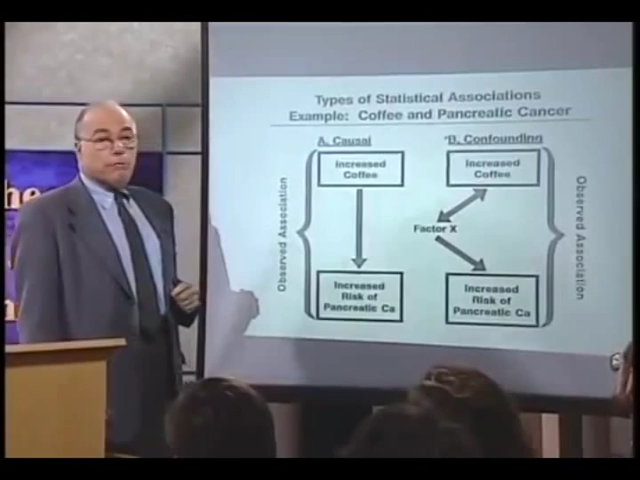 Types of Statistical Associations
Example: Coffee and Pancreatic Cancer
A. Causal
Increased
Coffee
Increased
Risk of
Pancreatic Ca
Observed Association
"B. Confounding
Increased
Coffee
Factor X
Increased
Risk of
Pancreatic Ca
Observed Association
he